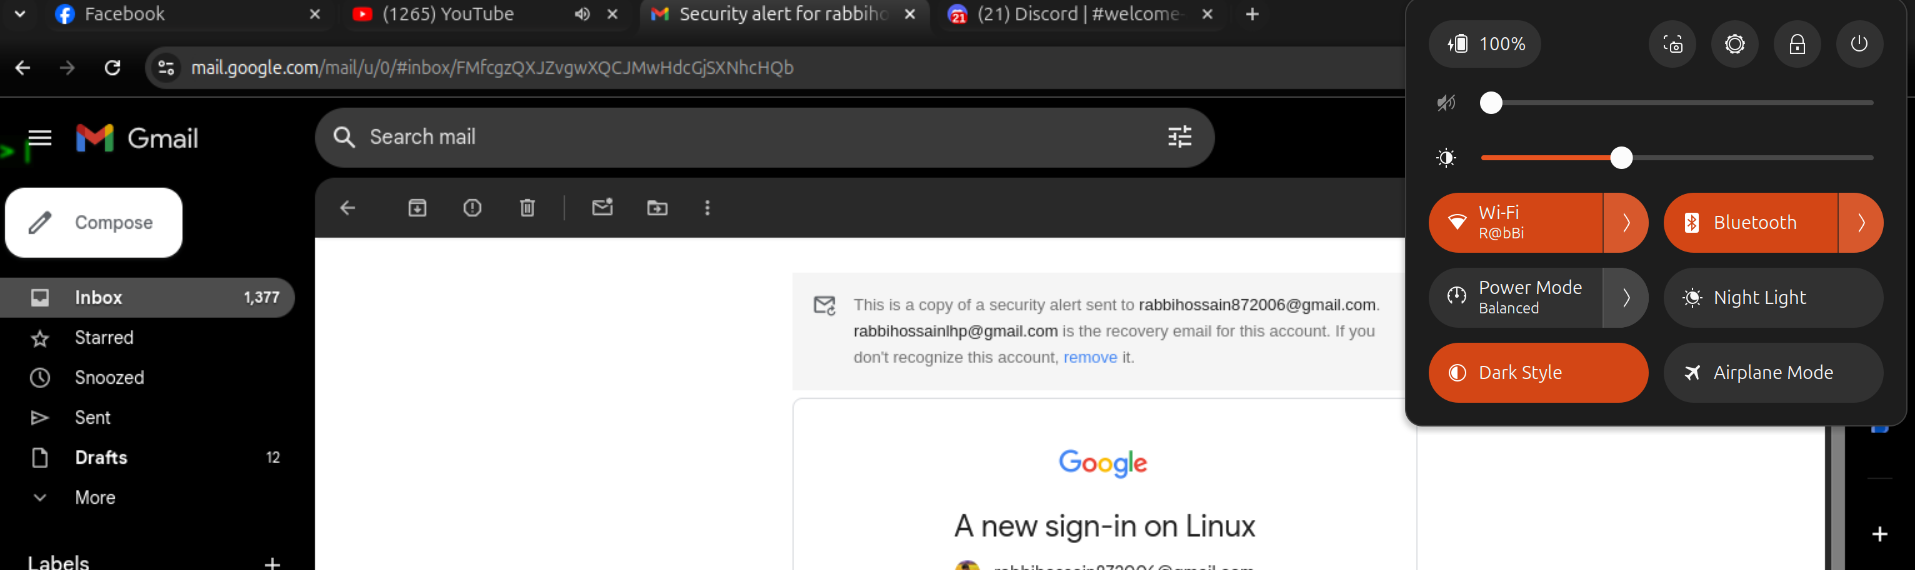 Facebook
(1265) YouTube
Security alert for rabbiho
(21) Discord | #welcome-
mail.google.com/mail/u/0/#inbox/FMfcgzQXJZvgwXQCJMwHdcGjSXNhcHQb
Gmail
Search mail
Compose
Inbox 1,377
Starred
Snoozed
Sent
Drafts 12
More
Labels
This is a copy of a security alert sent to rabbihossain872006@gmail.com.
rabbihossainlhp@gmail.com is the recovery email for this account. If you
don't recognize this account, remove it.
Google
A new sign-in on Linux
rabbihossain872006@gmail.com
100%
Wi-Fi
R@bBi
Bluetooth
Power Mode
Balanced
Night Light
Dark Style
Airplane Mode